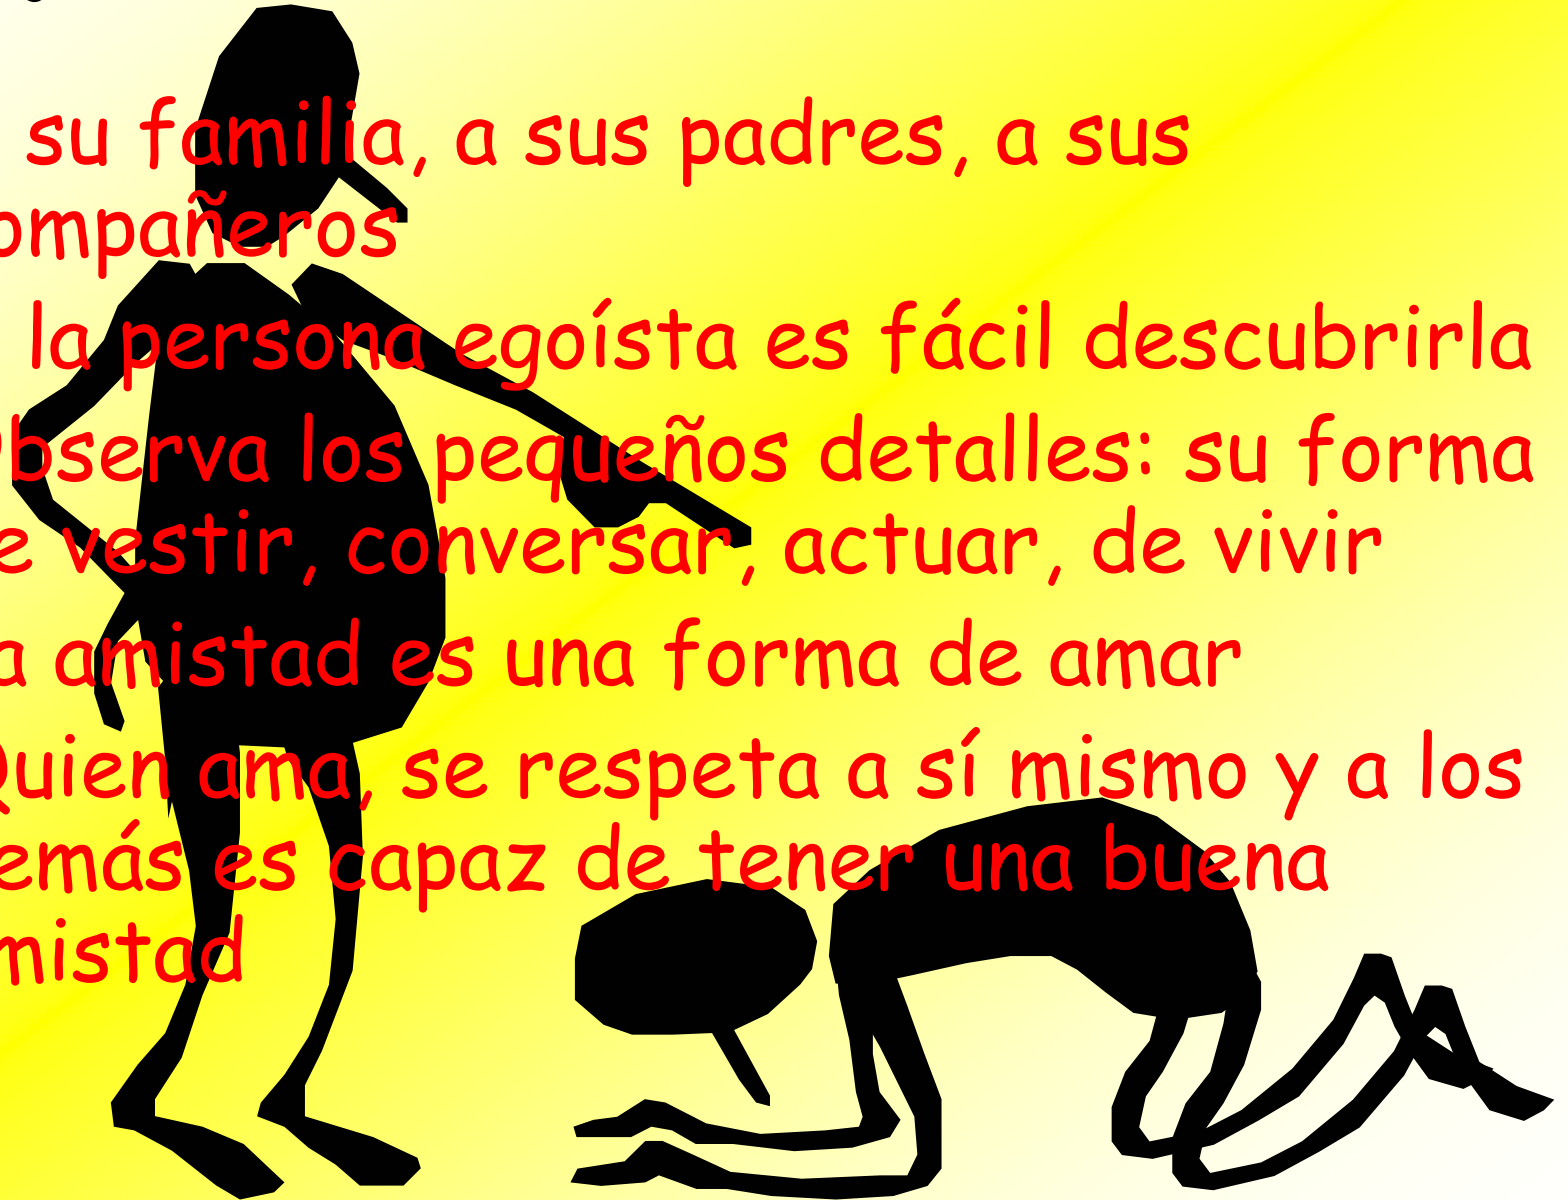 su familia, a sus padres, a sus
ompañeros
la persona egoísta es fácil descubrirla
bserva los pequeños detalles: su forma
e vestir, conversar, actuar, de vivir
a amistad es una forma de amar
Quien ama, se respeta a sí mismo y a los
emás es capaz de tener una buena
mistad